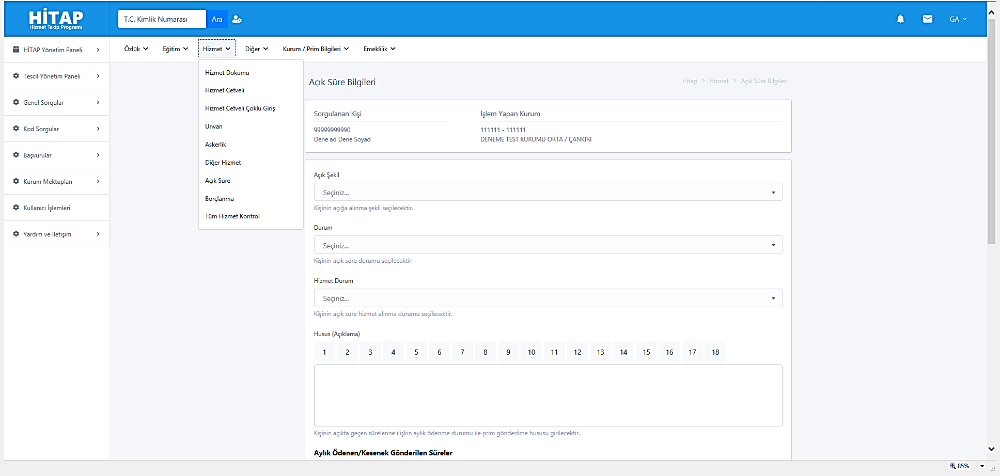 HİTAP
Hizmet Takip Programı
T.C. Kimlik Numarası
Ara
GA
HİTAP Yönetim Paneli
Tescil Yönetim Paneli
Genel Sorgular
Kod Sorgular
Başvurular
Kurum Mektupları
Kullanıcı İşlemleri
Yardım ve İletişim
Özlük
Eğitim
Hizmet
Diğer
Kurum / Prim Bilgileri
Emeklilik
Hizmet Dökümü
Hizmet Cetveli
Hizmet Cetveli Çoklu Giriş
Unvan
Askerlik
Diğer Hizmet
Açık Süre
Borçlanma
Tüm Hizmet Kontrol
Açık Süre Bilgileri
Hitap > Hizmet > Açık Süre Bilgileri
Sorgulanan Kişi
99999999990
Dene ad Dene Soyad
İşlem Yapan Kurum
111111 - 111111
DENEME TEST KURUMU ORTA / ÇANKIRI
Açık Şekil
Seçiniz...
Kişinin açığa alınma şekli seçilecektir.
Durum
Seçiniz...
Kişinin açık süre durumu seçilecektir.
Hizmet Durum
Seçiniz...
Kişinin açık süre hizmet alınma durumu seçilecektir.
Husus (Açıklama)
1 2 3 4 5 6 7 8 9 10 11 12 13 14 15 16 17 18
Kişinin açıkta geçen sürelerine ilişkin aylık ödenme durumu ile prim gönderilme hususu girilecektir.
Aylık Ödenen/Kesenek Gönderilen Süreler
85%